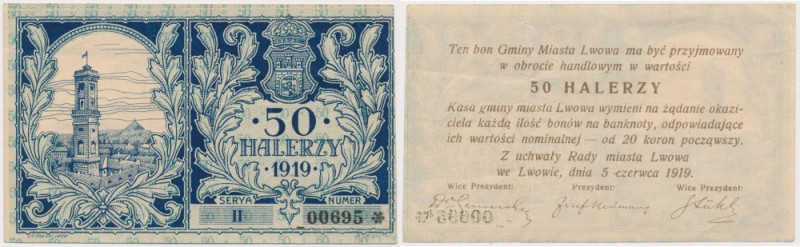 50
HALERZY
1919
SERYA
NUMER
II
00695 *
Ten bon Gminy Miasta Lwowa ma być przyjmowany
w obrocie handlowym w wartości
50 HALERZY
Kasa gminy miasta Lwowa wymieni na żądanie okazi-
ciela każdą ilość bonów na banknoty, odpowiadające
ich wartości nominalnej — od 20 koron począwszy.
Z uchwały Rady miasta Lwowa
we Lwowie, dnia 5 czerwca 1919.
Wice Prezydent:
Prezydent:
Wice Prezydent: